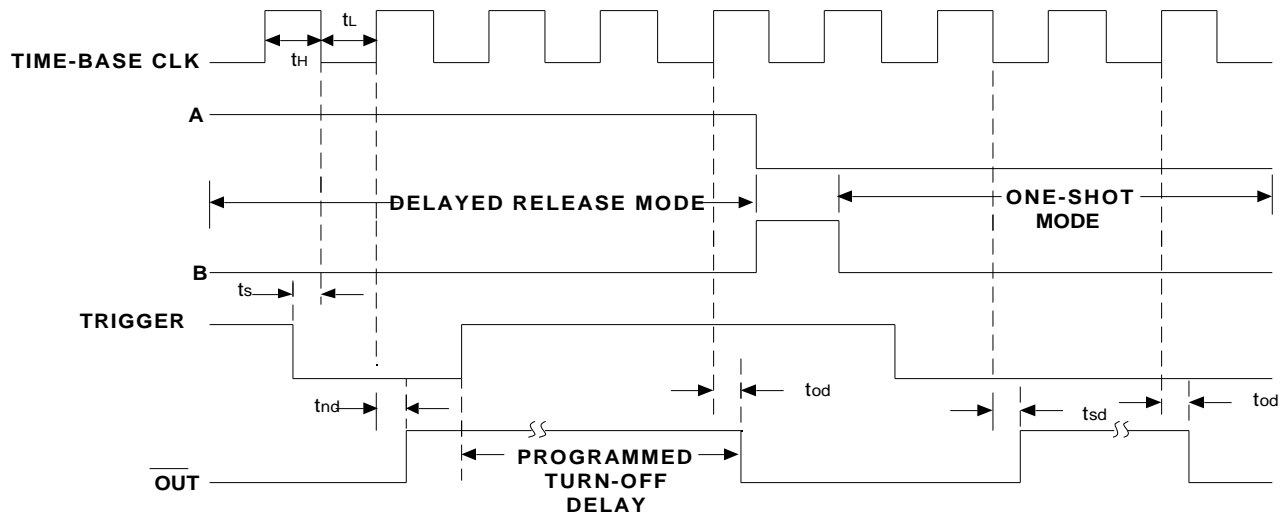 tL
TIME-BASE CLK
tH
A
DELAYED RELEASE MODE
ONE-SHOT
MODE
B
ts
TRIGGER
tnd
tod
tsd
tod
OUT
PROGRAMMED
TURN-OFF
DELAY